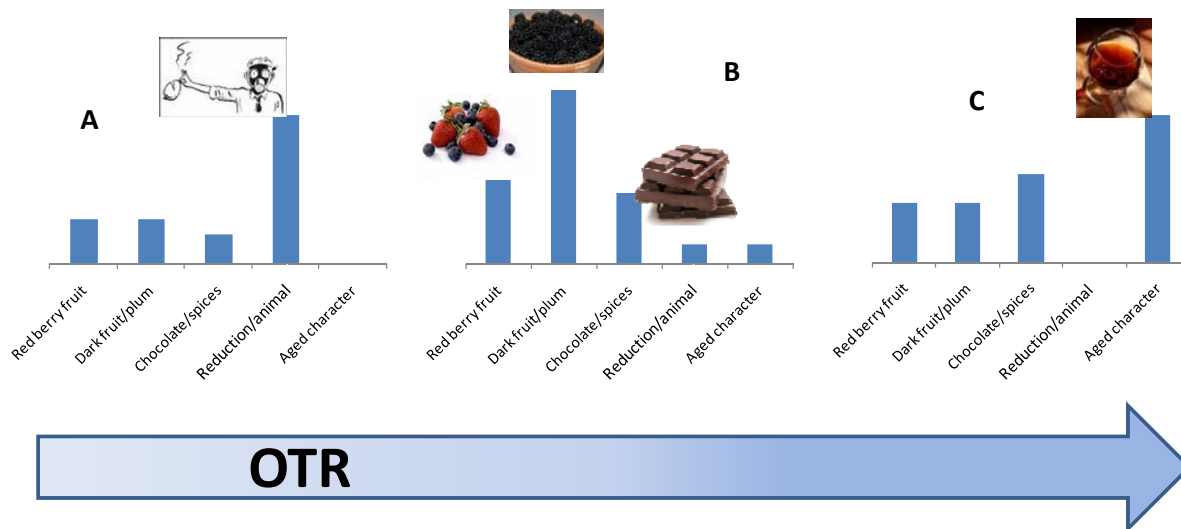 A
B
C
Red berry fruit
Dark fruit/plum
Chocolate/spices
Reduction/animal
Aged character
Red berry fruit
Dark fruit/plum
Chocolate/spices
Reduction/animal
Aged character
Red berry fruit
Dark fruit/plum
Chocolate/spices
Reduction/animal
Aged character
OTR